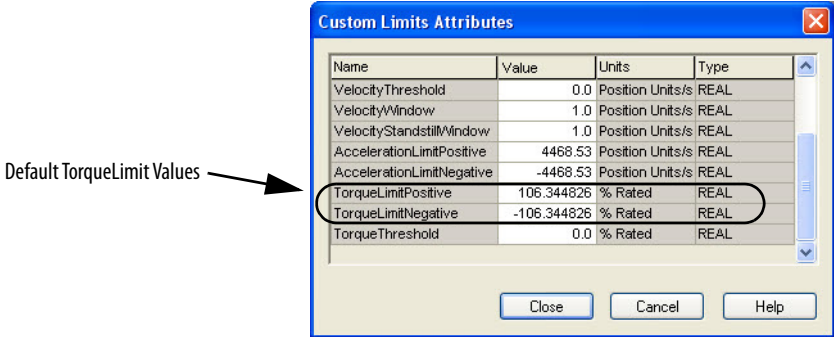 Custom Limits Attributes
Name Value Units Type
VelocityThreshold 0.0 Position Units/s REAL
VelocityWindow 1.0 Position Units/s REAL
VelocityStandstillWindow 1.0 Position Units/s REAL
AccelerationLimitPositive 4468.53 Position Units/s REAL
AccelerationLimitNegative -4468.53 Position Units/s REAL
Default TorqueLimit Values
TorqueLimitPositive 106.344826 % Rated REAL
TorqueLimitNegative -106.344826 % Rated REAL
TorqueThreshold 0.0 % Rated REAL
Close Cancel Help